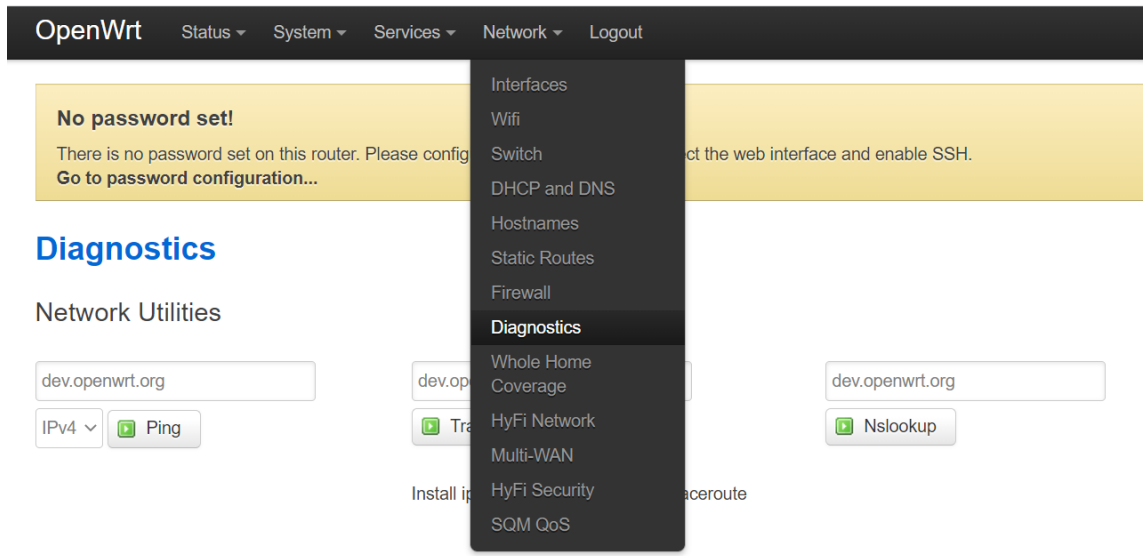 OpenWrt Status System Services Network Logout
Interfaces
Wifi
Switch
DHCP and DNS
Hostnames
Static Routes
Firewall
Diagnostics
Whole Home
Coverage
HyFi Network
Multi-WAN
HyFi Security
SQM QoS
No password set!
There is no password set on this router. Please config ct the web interface and enable SSH.
Go to password configuration...
Diagnostics
Network Utilities
dev.openwrt.org dev.op dev.openwrt.org
IPv4 Ping Tra Nslookup
Install ip aceroute